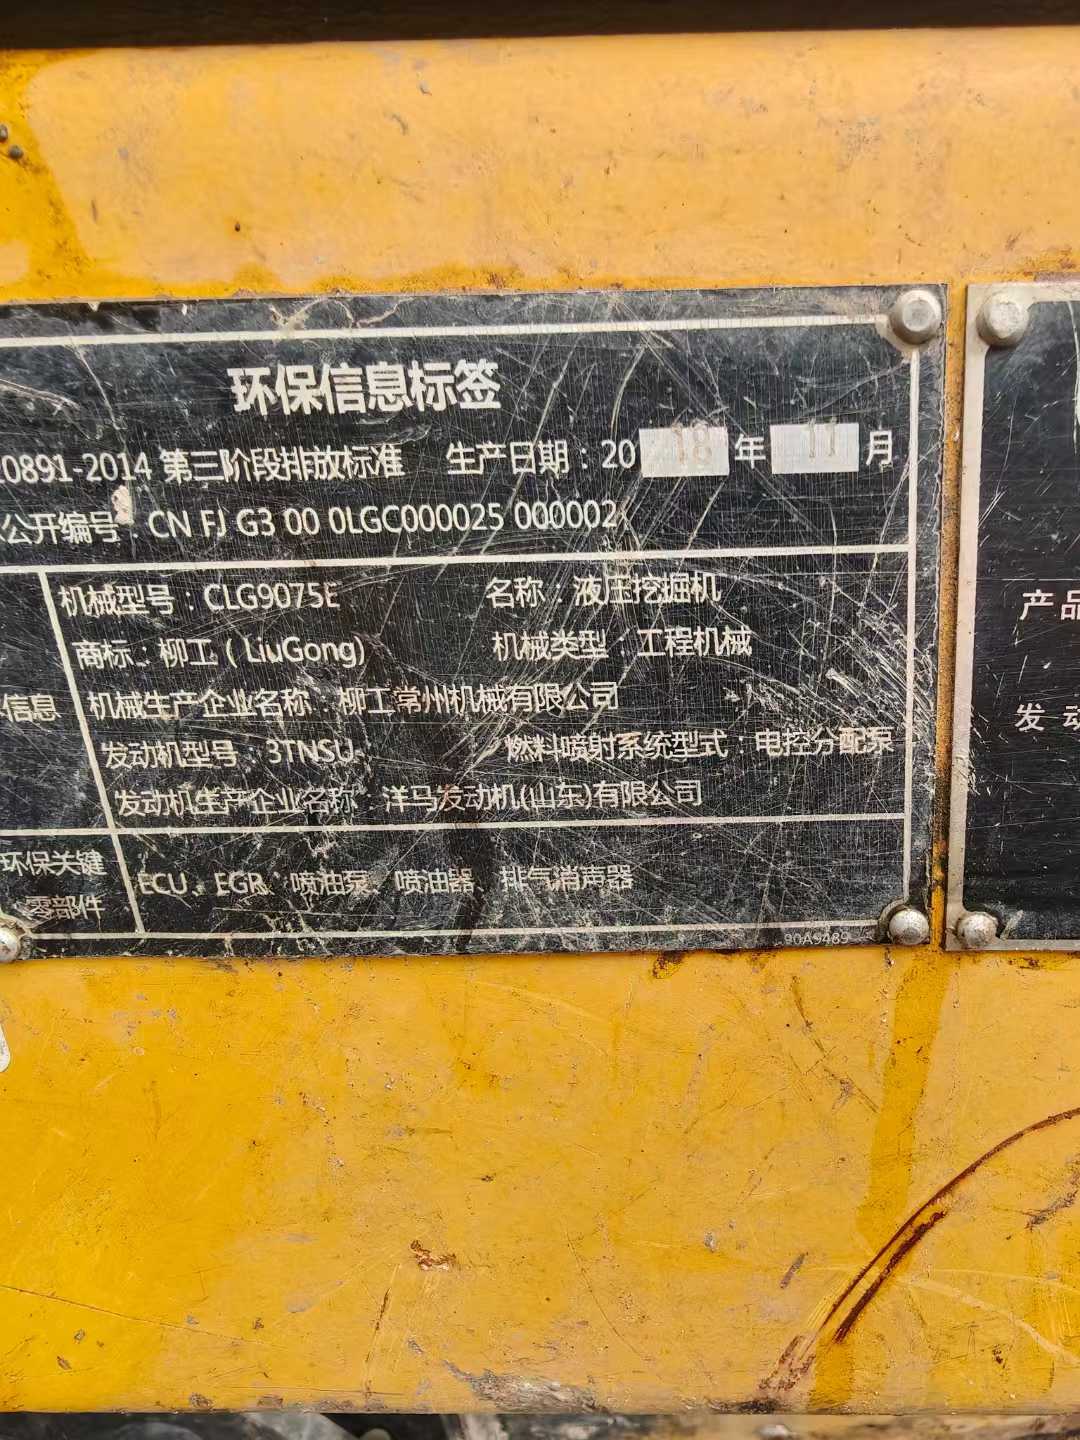 环保信息标签
0891-2014 第三阶段排放标准 生产日期：2018年11月
公开编号：CN FJ G3 00 0LGC000025 000002
机械型号：CLG9075E 名称：液压挖掘机
商标：柳工（LiuGong) 机械类型：工程机械
信息 机械生产企业名称：柳工常州机械有限公司
发动机型号：3TNSU 燃料喷射系统型式：电控分配泵
发动机生产企业名称：洋马发动机(山东)有限公司
环保关键
零部件
ECU、EGR、喷油泵、喷油器、排气消声器
90A9489
产品
发动